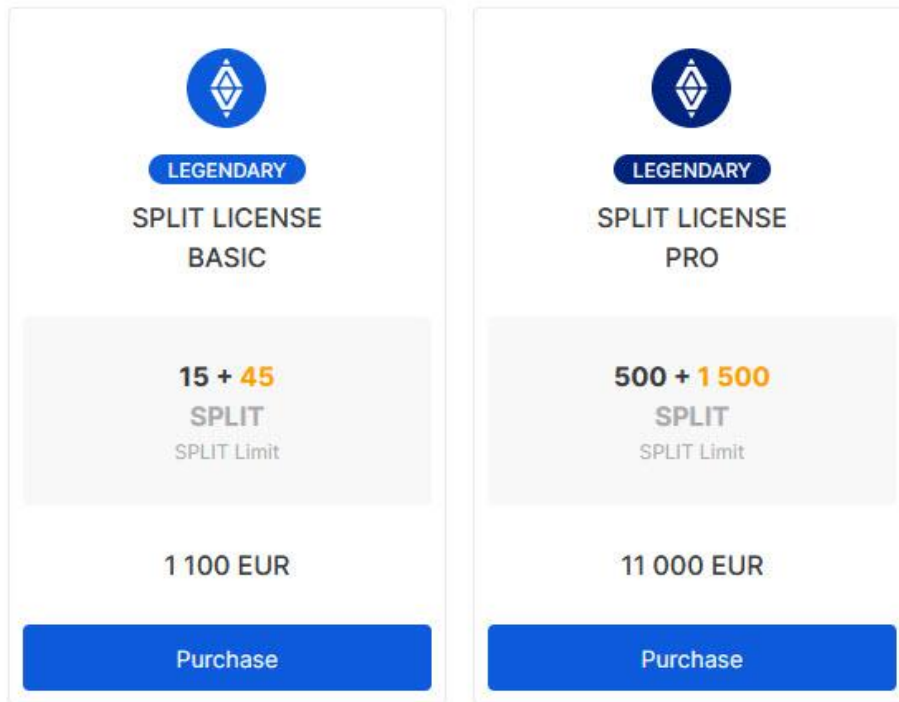 LEGENDARY
SPLIT LICENSE
BASIC
15 + 45
SPLIT
SPLIT Limit
1 100 EUR
Purchase
LEGENDARY
SPLIT LICENSE
PRO
500 + 1 500
SPLIT
SPLIT Limit
11 000 EUR
Purchase